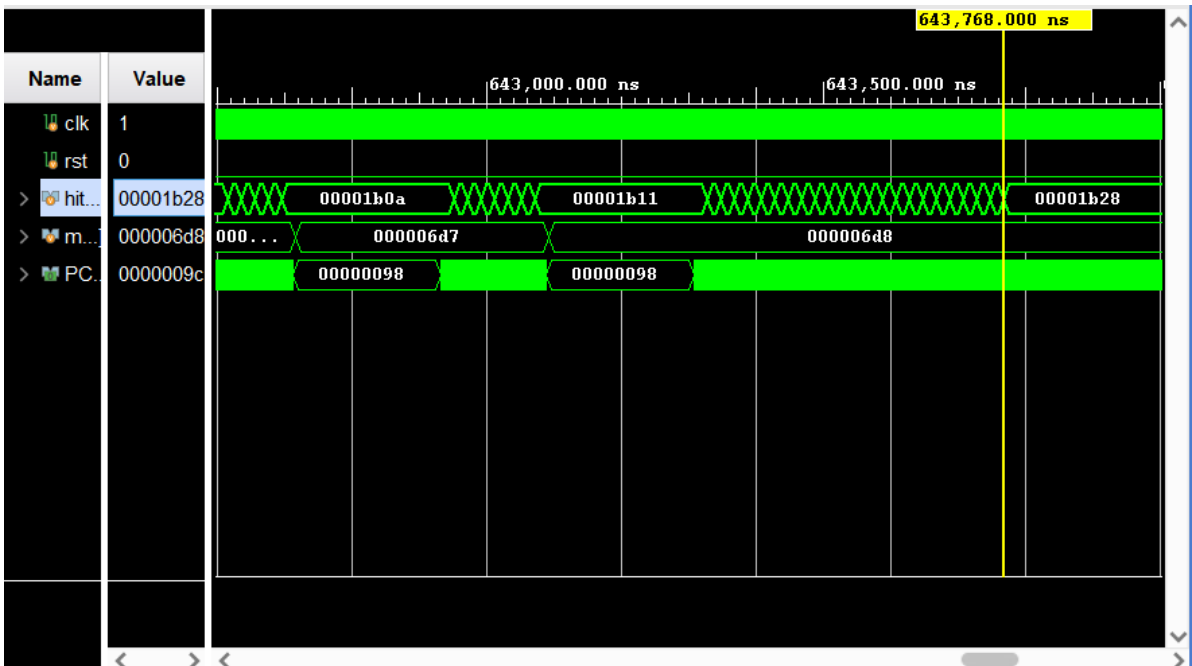 643,768.000 ns
Name Value
643,000.000 ns 643,500.000 ns
clk 1
rst 0
hit... 00001b28 00001b0a 00001b11 00001b28
m...] 000006d8 000... 000006d7 000006d8
PC.. 0000009c 00000098 00000098